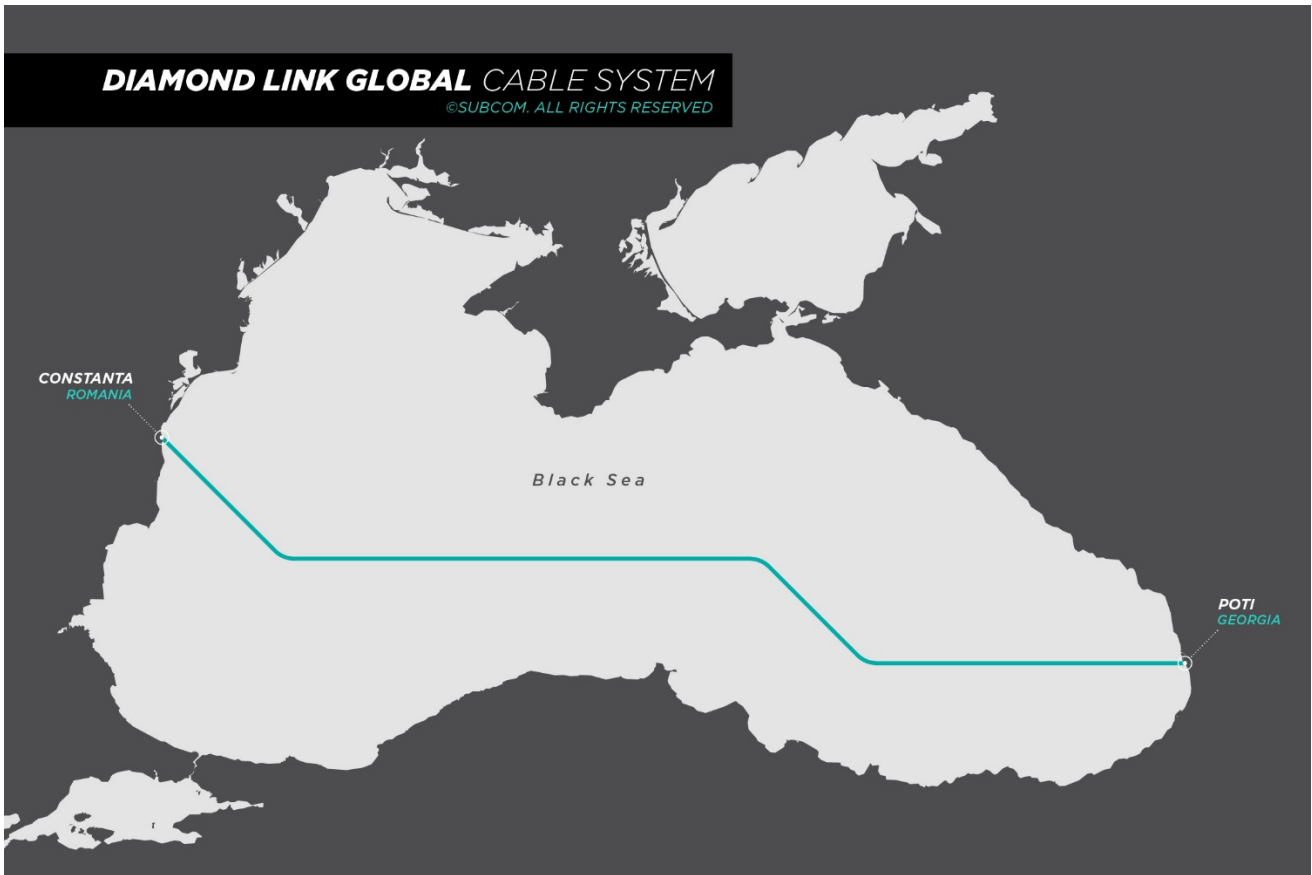 DIAMOND LINK GLOBAL CABLE SYSTEM
©SUBCOM. ALL RIGHTS RESERVED
CONSTANTA
ROMANIA
Black Sea
POTI
GEORGIA